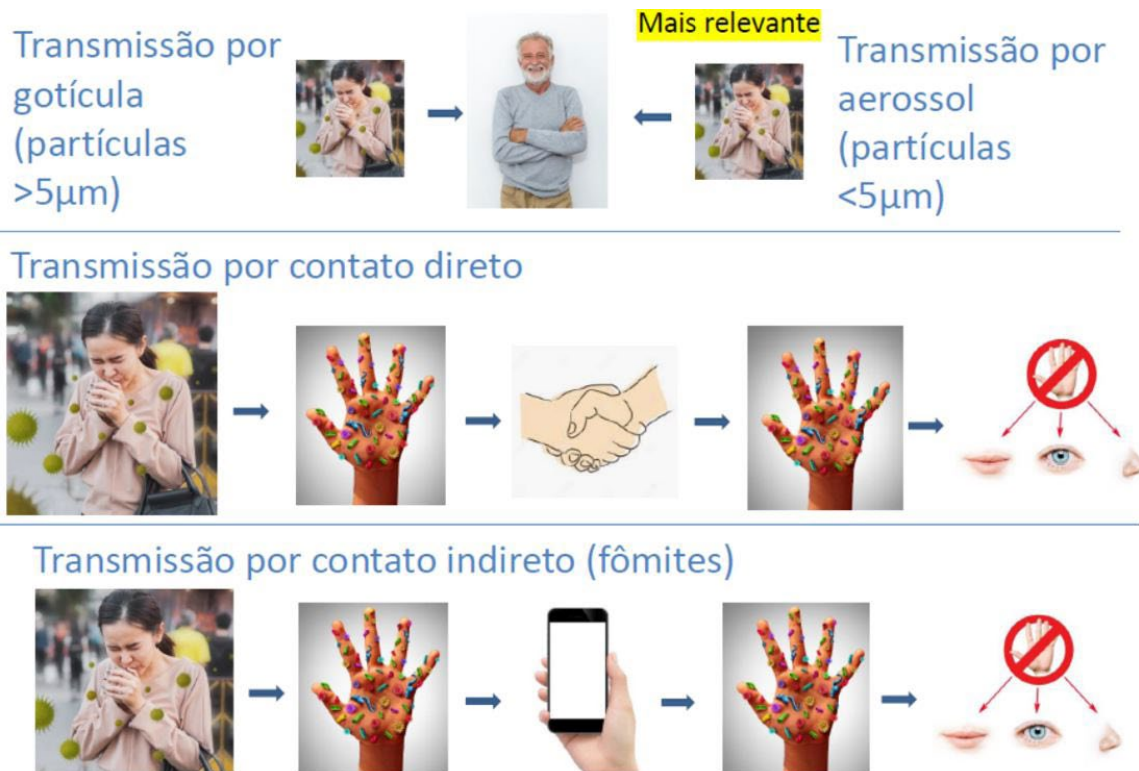 Transmissão por
gotícula
(partículas
>5µm)
Mais relevante
Transmissão por
aerossol
(partículas
<5µm)
Transmissão por contato direto
Transmissão por contato indireto (fômites)